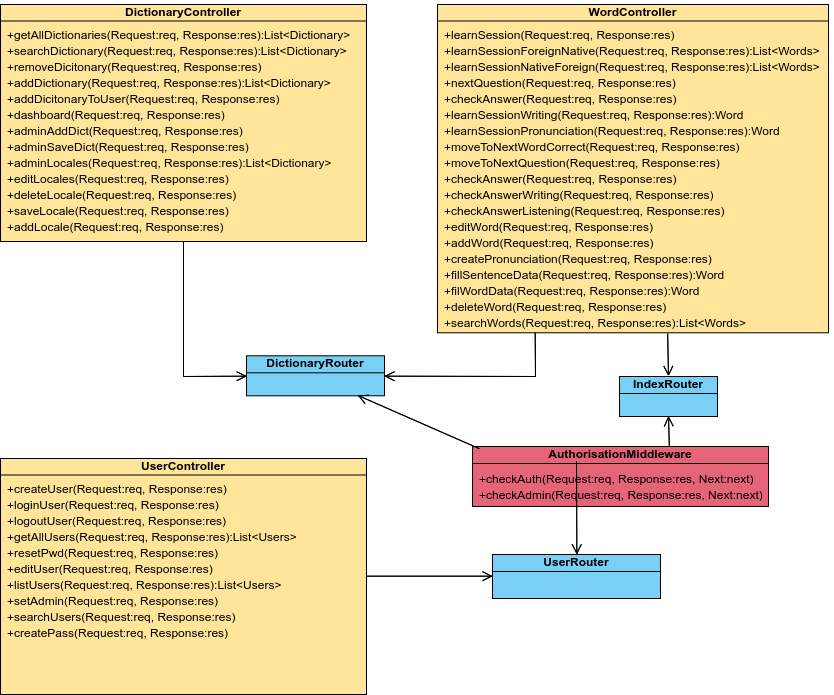 DictionaryController
+getAllDictionaries(Request:req, Response:res):List<Dictionary>
+searchDictionary(Request:req, Response:res):List<Dictionary>
+removeDicitonary(Request:req, Response:res)
+addDictionary(Request:req, Response:res):List<Dictionary>
+addDicitonaryToUser(Request:req, Response:res)
+dashboard(Request:req, Response:res)
+adminAddDict(Request:req, Response:res)
+adminSaveDict(Request:req, Response:res)
+adminLocales(Request:req, Response:res):List<Dictionary>
+editLocales(Request:req, Response:res)
+deleteLocale(Request:req, Response:res)
+saveLocale(Request:req, Response:res)
+addLocale(Request:req, Response:res)
WordController
+learnSession(Request:req, Response:res)
+learnSessionForeignNative(Request:req, Response:res):List<Words>
+learnSessionNativeForeign(Request:req, Response:res):List<Words>
+nextQuestion(Request:req, Response:res)
+checkAnswer(Request:req, Response:res)
+learnSessionWriting(Request:req, Response:res):Word
+learnSessionPronunciation(Request:req, Response:res):Word
+moveToNextWordCorrect(Request:req, Response:res)
+moveToNextQuestion(Request:req, Response:res)
+checkAnswer(Request:req, Response:res)
+checkAnswerWriting(Request:req, Response:res)
+checkAnswerListening(Request:req, Response:res)
+editWord(Request:req, Response:res)
+addWord(Request:req, Response:res)
+createPronunciation(Request:req, Response:res)
+fillSentenceData(Request:req, Response:res):Word
+filWordData(Request:req, Response:res):Word
+deleteWord(Request:req, Response:res)
+searchWords(Request:req, Response:res):List<Words>
DictionaryRouter
IndexRouter
AuthorisationMiddleware
+checkAuth(Request:req, Response:res, Next:next)
+checkAdmin(Request:req, Response:res, Next:next)
UserController
+createUser(Request:req, Response:res)
+loginUser(Request:req, Response:res)
+logoutUser(Request:req, Response:res)
+getAllUsers(Request:req, Response:res):List<Users>
+resetPwd(Request:req, Response:res)
+editUser(Request:req, Response:res)
+listUsers(Request:req, Response:res):List<Users>
+setAdmin(Request:req, Response:res)
+searchUsers(Request:req, Response:res)
+createPass(Request:req, Response:res)
UserRouter